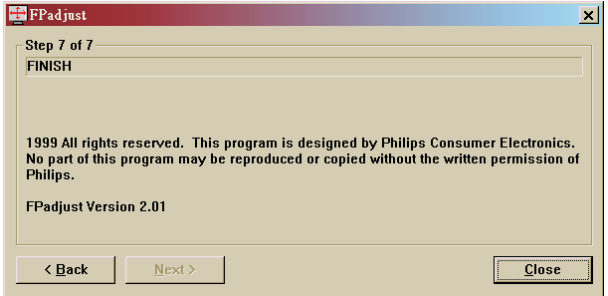 FPadjust
Step 7 of 7
FINISH
1999 All rights reserved.  This program is designed by Philips Consumer Electronics.
No part of this program may be reproduced or copied without the written permission of
Philips.
FPadjust Version 2.01
< Back
Next >
Close